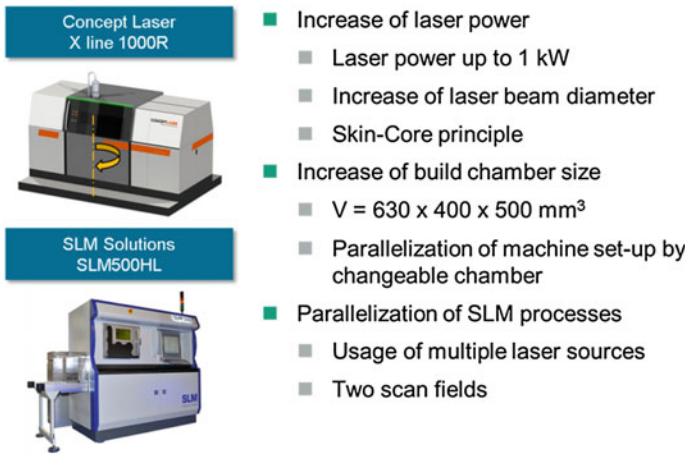 Concept Laser
X line 1000R
SLM Solutions
SLM500HL
SLM
Increase of laser power
Laser power up to 1 kW
Increase of laser beam diameter
Skin-Core principle
Increase of build chamber size
V = 630 x 400 x 500 mm³
Parallelization of machine set-up by
changeable chamber
Parallelization of SLM processes
Usage of multiple laser sources
Two scan fields